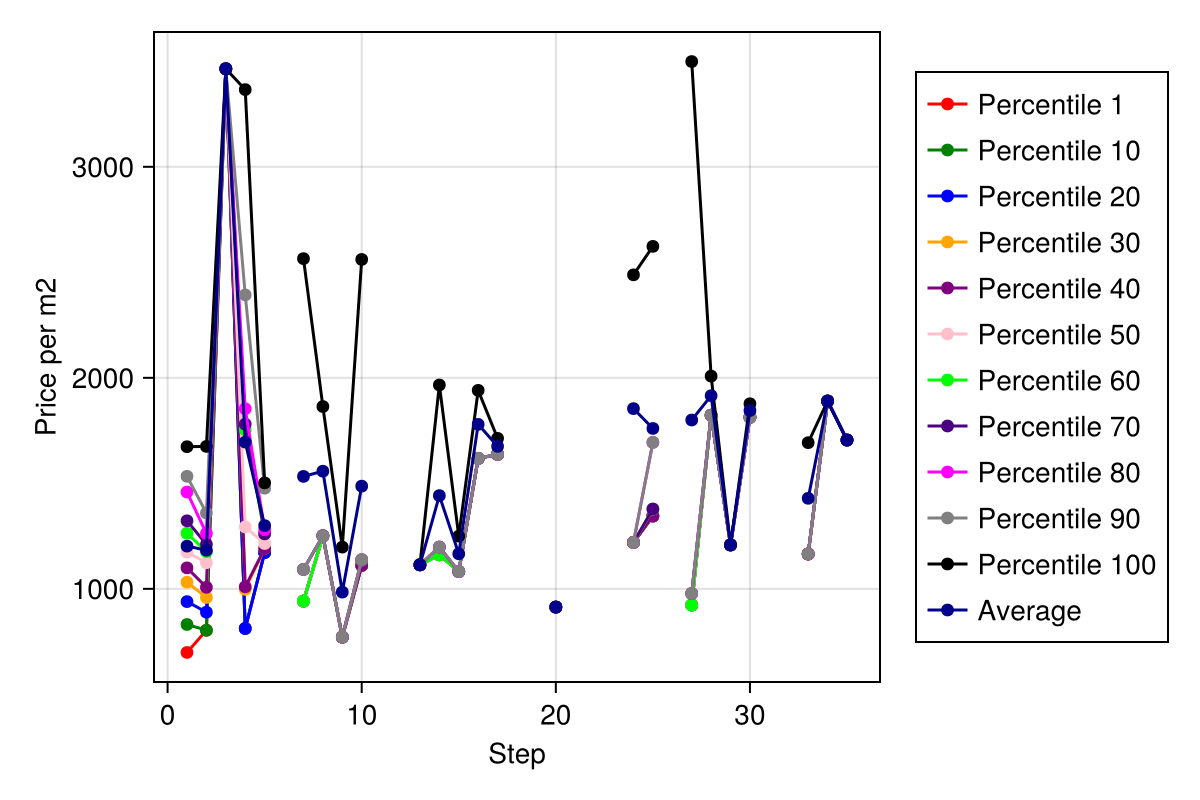 3000
2000
1000
Price per m2
0
10
20
30
Step
Percentile 1
Percentile 10
Percentile 20
Percentile 30
Percentile 40
Percentile 50
Percentile 60
Percentile 70
Percentile 80
Percentile 90
Percentile 100
Average